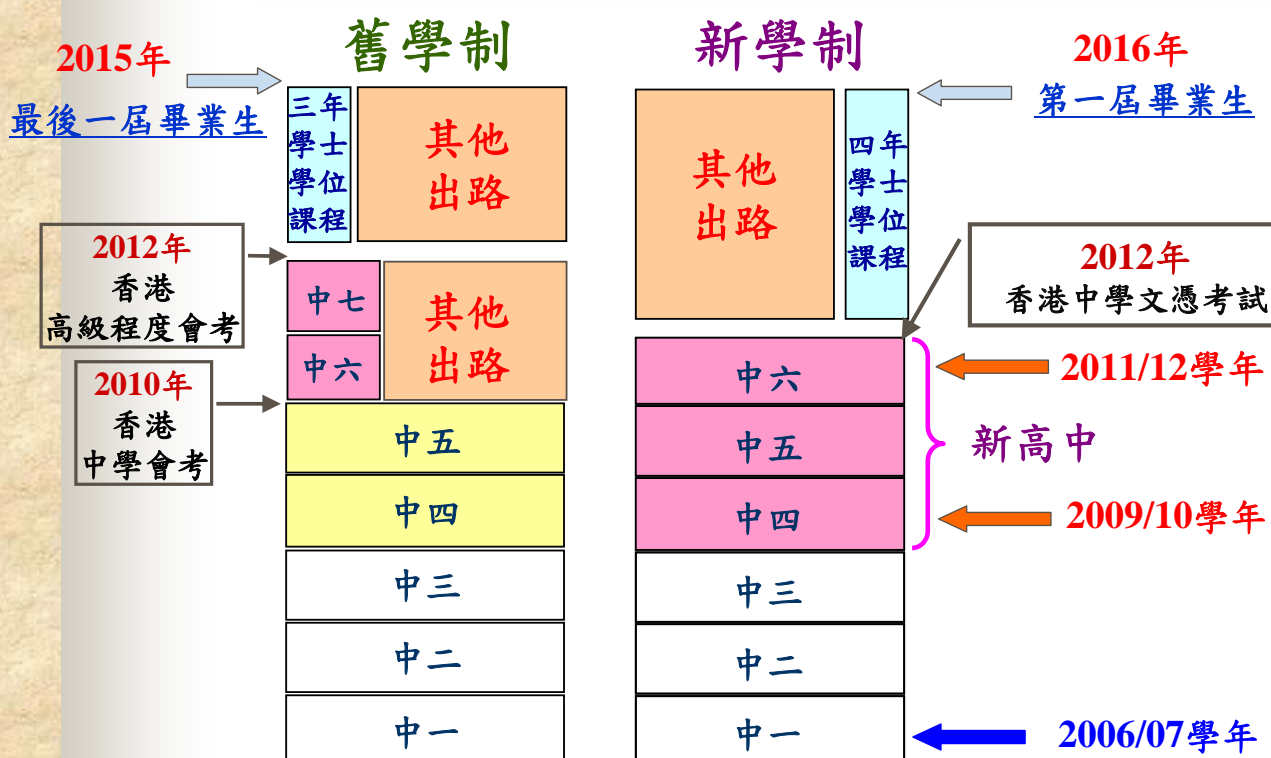 舊學制
新學制
2015年
最後一屆畢業生
2016年
第一屆畢業生
三年
學士
學位
課程
其他
出路
其他
出路
四年
學士
學位
課程
2012年
香港
高級程度會考
2012年
香港中學文憑考試
中七
中六
其他
出路
2010年
香港
中學會考
中五
中四
中三
中二
中一
中六
中五
中四
中三
中二
中一
2011/12學年
新高中
2009/10學年
2006/07學年